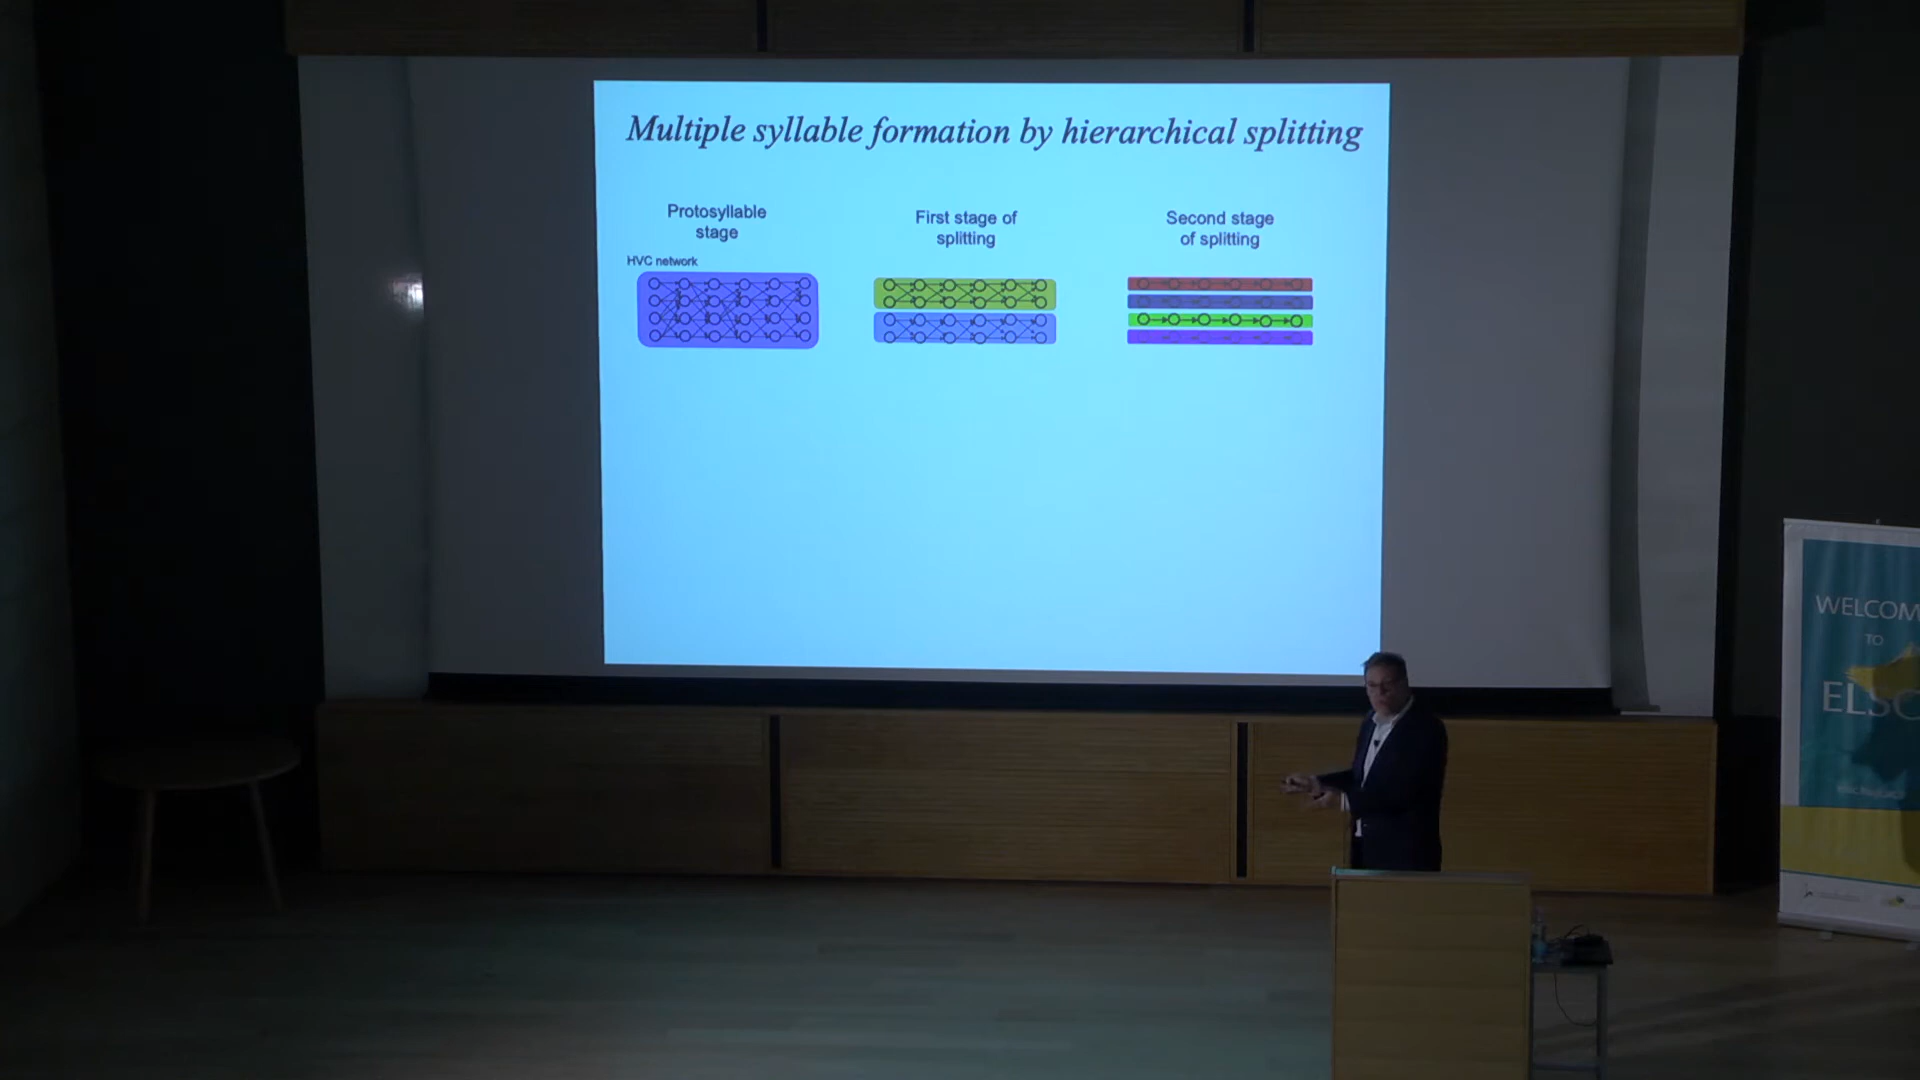 Multiple syllable formation by hierarchical splitting
Protosyllable
stage
First stage of
splitting
Second stage
of splitting
HVC network
WELCOM
TO
ELSC